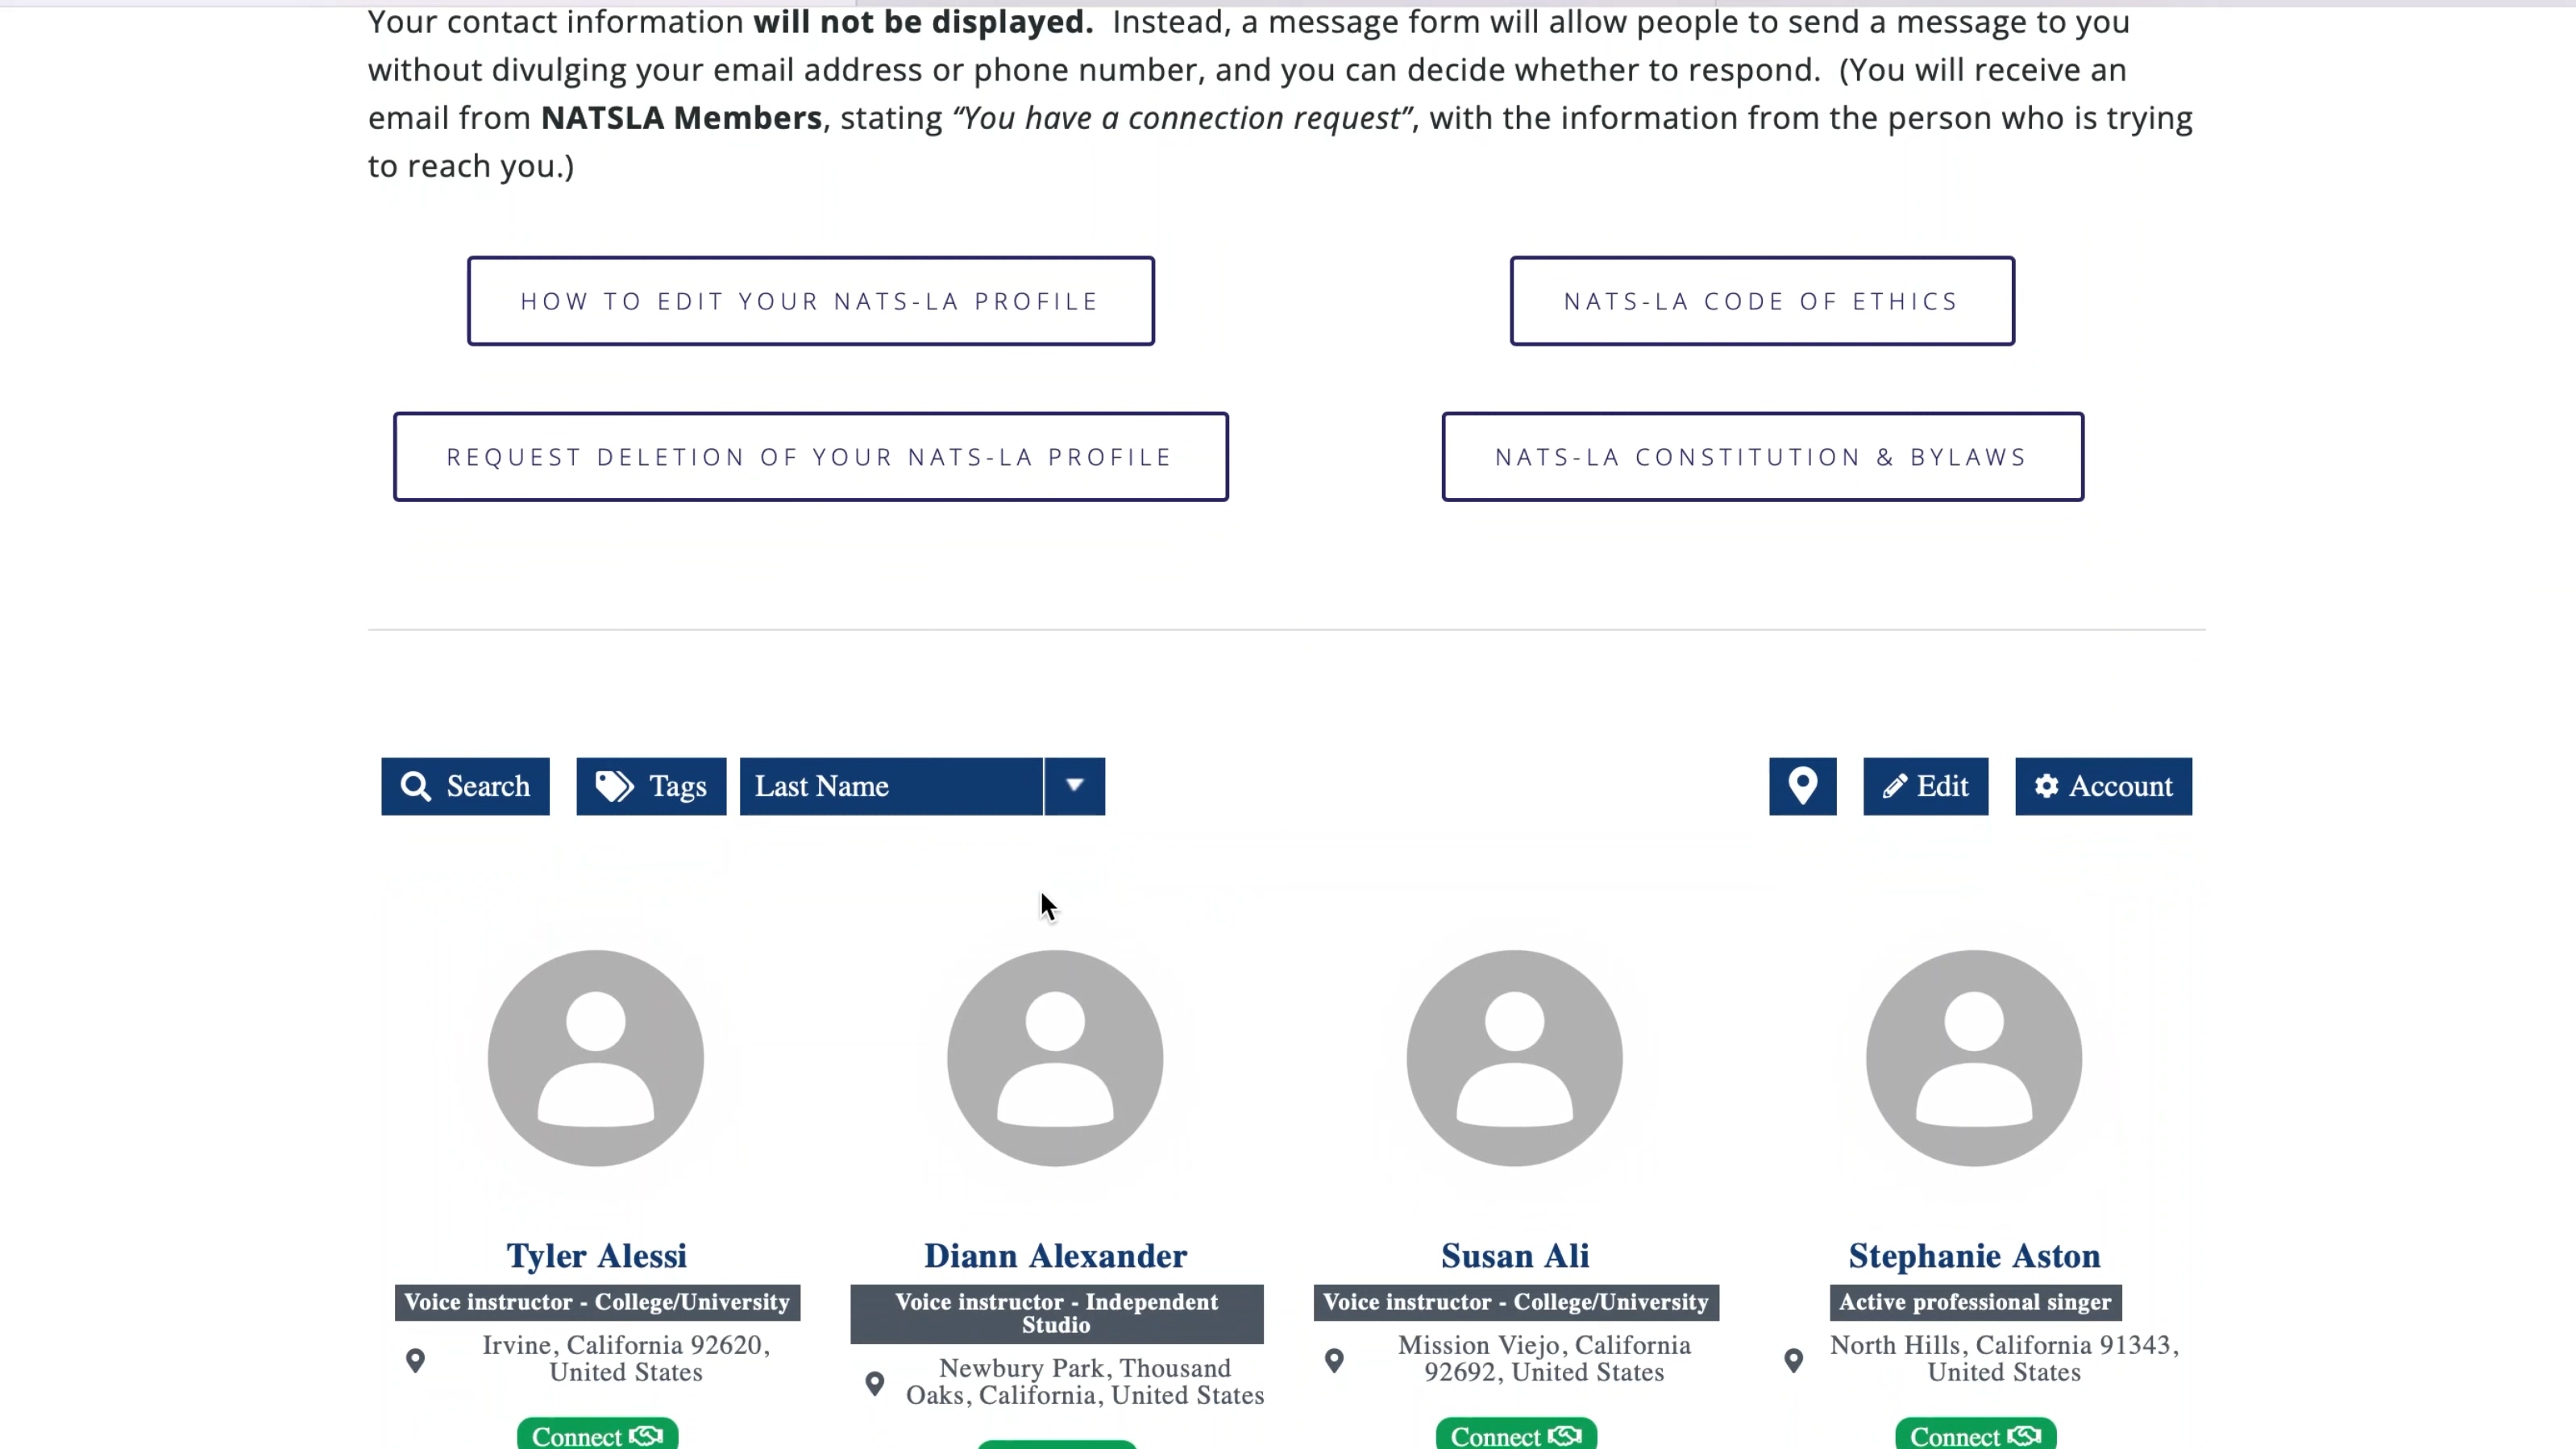 Your contact information will not be displayed. Instead, a message form will allow people to send a message to you
without divulging your email address or phone number, and you can decide whether to respond. (You will receive an
email from NATSLA Members, stating “You have a connection request”, with the information from the person who is trying
to reach you.)
HOW TO EDIT YOUR NATS-LA PROFILE
NATS-LA CODE OF ETHICS
REQUEST DELETION OF YOUR NATS-LA PROFILE
NATS-LA CONSTITUTION & BYLAWS
Search
Tags
Last Name
Edit
Account
Tyler Alessi
Voice instructor - College/University
Irvine, California 92620,
United States
Connect
Diann Alexander
Voice instructor - Independent
Studio
Newbury Park, Thousand
Oaks, California, United States
Susan Ali
Voice instructor - College/University
Mission Viejo, California
92692, United States
Connect
Stephanie Aston
Active professional singer
North Hills, California 91343,
United States
Connect